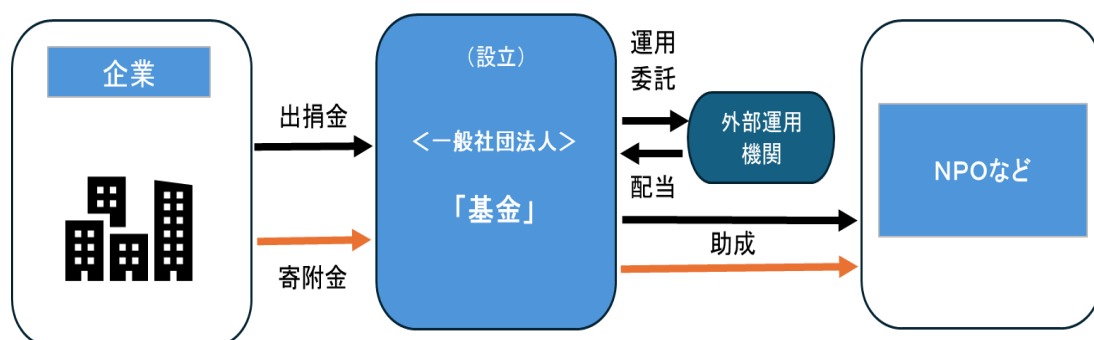 企業
出捐金
寄附金
（設立）
＜一般社団法人＞
「基金」
運用
委託
外部運用
機関
配当
助成
NPOなど